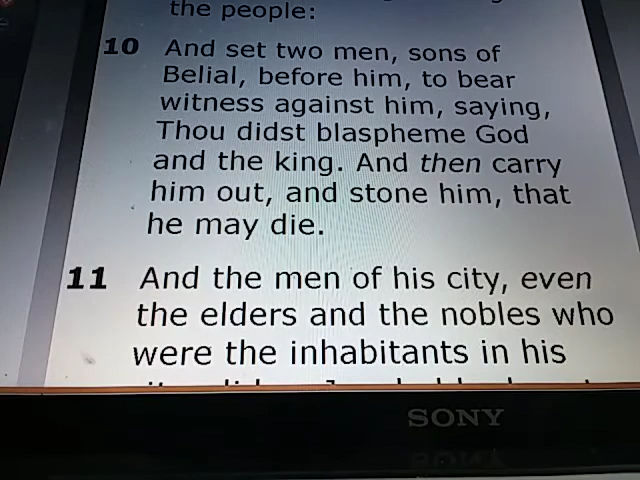 the people:
10 And set two men, sons of
Belial, before him, to bear
witness against him, saying,
Thou didst blaspheme God
and the king. And then carry
him out, and stone him, that
he may die.
11 And the men of his city, even
the elders and the nobles who
were the inhabitants in his
SONY